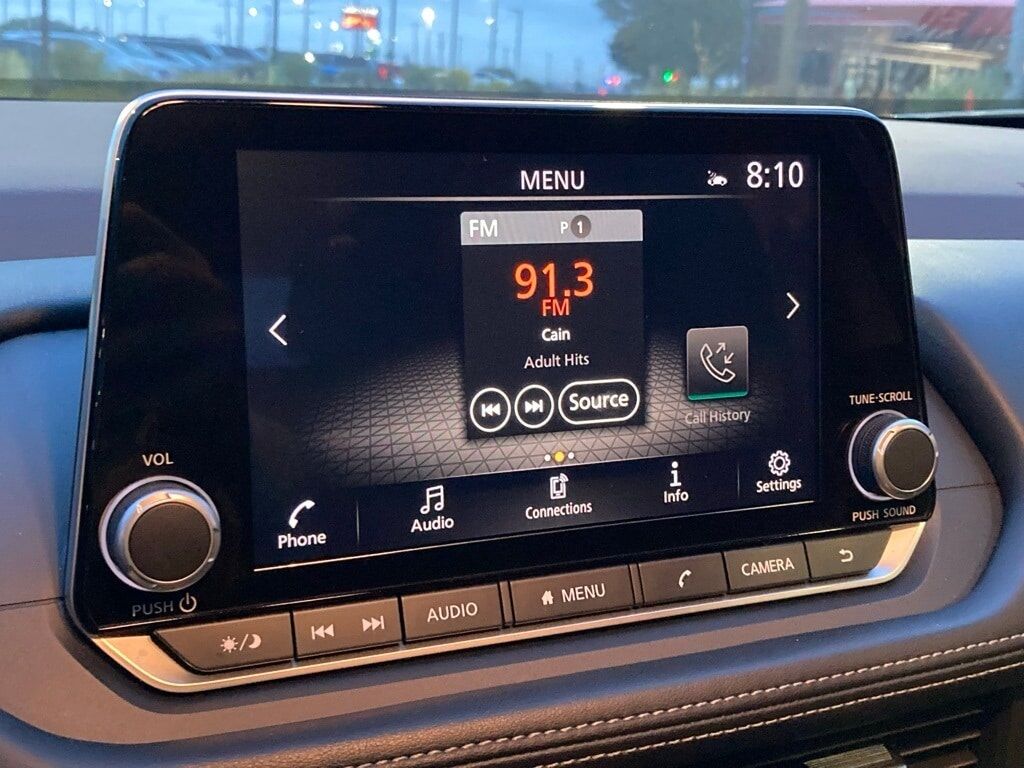 MENU
8:10
FM P 1
91.3
FM
Cain
Adult Hits
Source
Call History
Phone
Audio
Connections
Info
Settings
VOL
PUSH
TUNE·SCROLL
PUSH SOUND
AUDIO
MENU
CAMERA